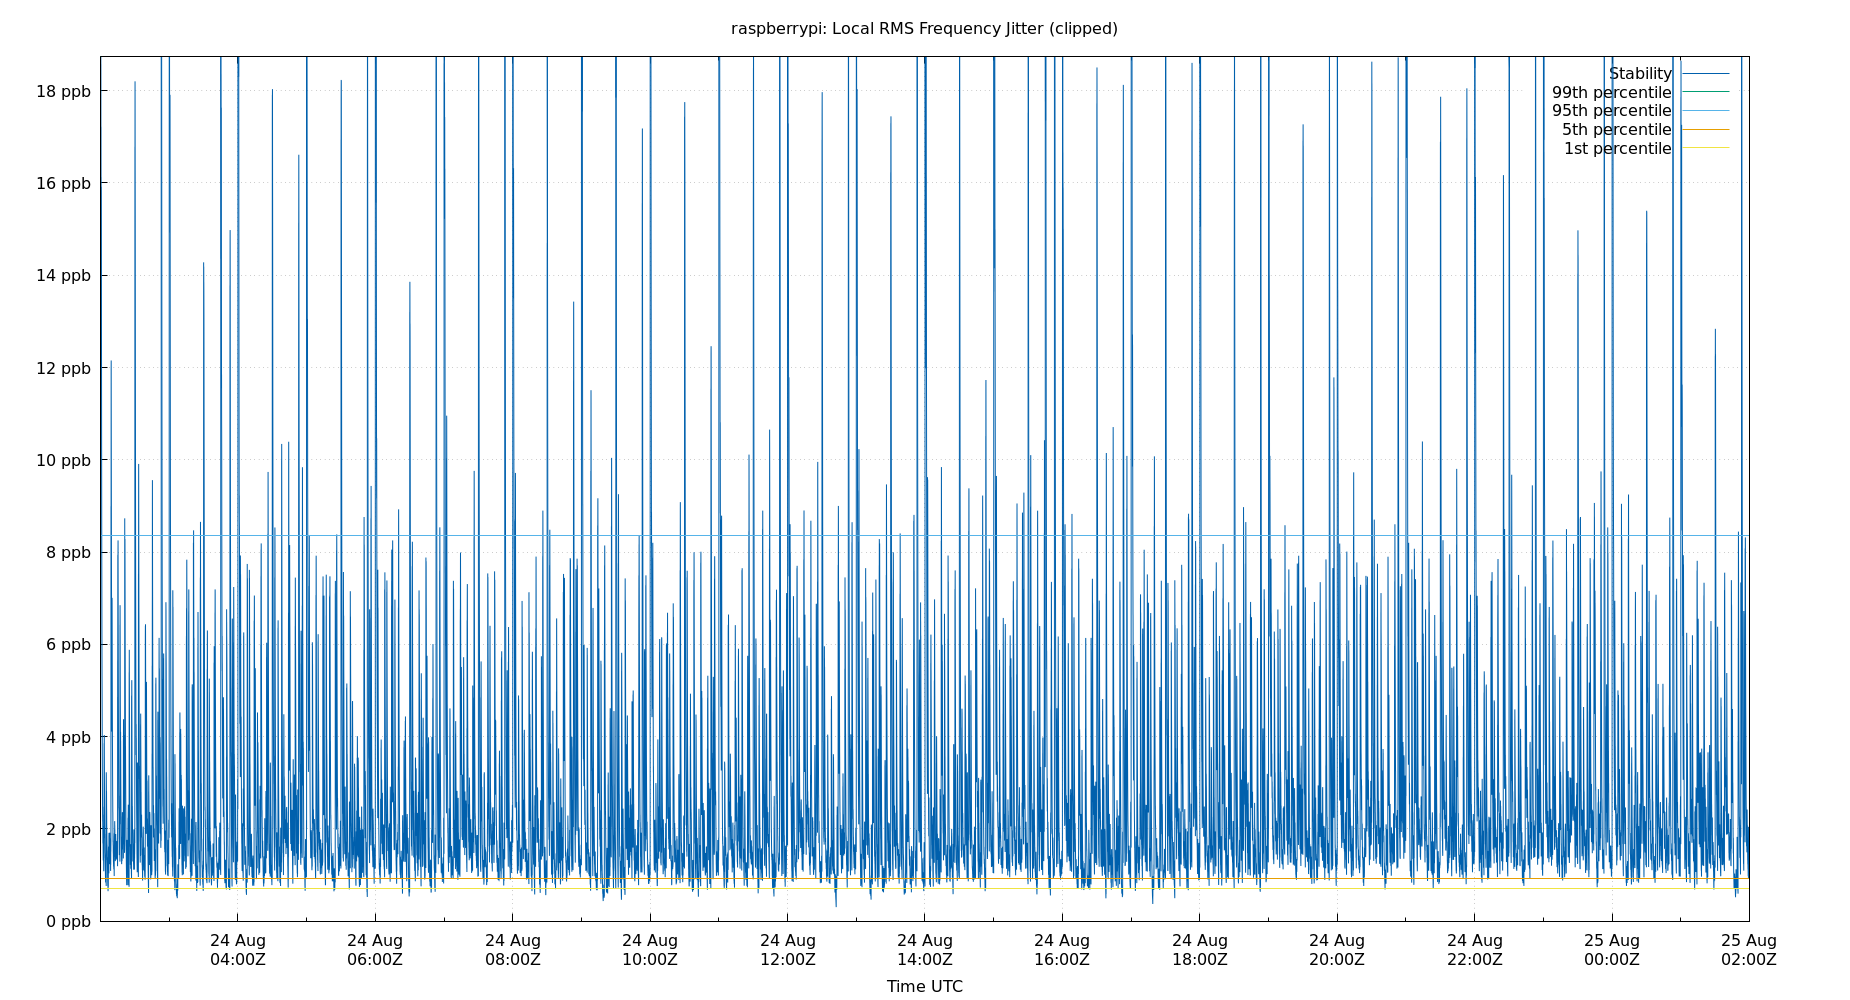 raspberrypi: Local RMS Frequency Jitter (clipped)
Stability
99th percentile
95th percentile
5th percentile
1st percentile
18 ppb
16 ppb
14 ppb
12 ppb
10 ppb
8 ppb
6 ppb
4 ppb
2 ppb
0 ppb
24 Aug 24 Aug 24 Aug 24 Aug 24 Aug 24 Aug 24 Aug 24 Aug 24 Aug 24 Aug 25 Aug 25 Aug
04:00Z 06:00Z 08:00Z 10:00Z 12:00Z 14:00Z 16:00Z 18:00Z 20:00Z 22:00Z 00:00Z 02:00Z
Time UTC